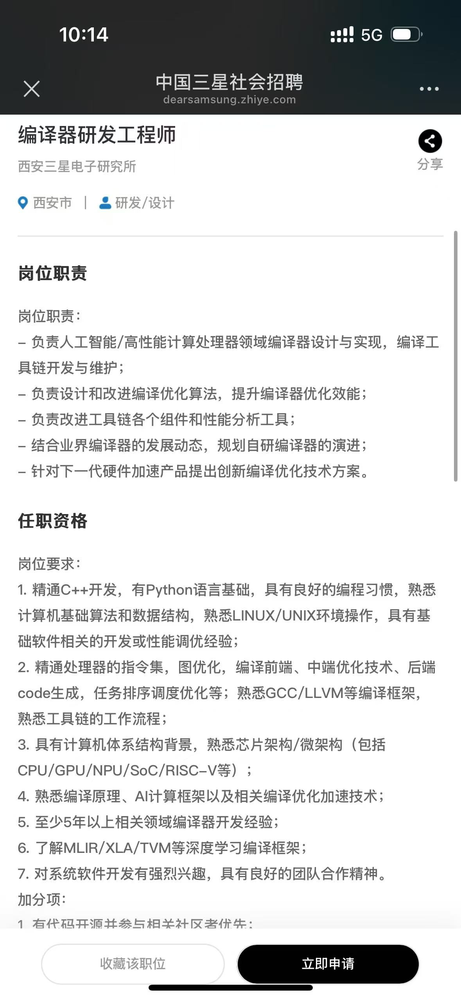 10:14
5G
中国三星社会招聘
dearsamsung.zhiye.com
编译器研发工程师
分享
西安三星电子研究所
西安市 | 研发/设计
岗位职责
岗位职责：
- 负责人工智能/高性能计算处理器领域编译器设计与实现，编译工
具链开发与维护；
- 负责设计和改进编译优化算法，提升编译器优化效能；
- 负责改进工具链各个组件和性能分析工具；
- 结合业界编译器的发展动态，规划自研编译器的演进；
- 针对下一代硬件加速产品提出创新编译优化技术方案。
任职资格
岗位要求：
1. 精通C++开发，有Python语言基础，具有良好的编程习惯，熟悉
计算机基础算法和数据结构，熟悉LINUX/UNIX环境操作，具有基
础软件相关的开发或性能调优经验；
2. 精通处理器的指令集，图优化，编译前端、中端优化技术、后端
code生成，任务排序调度优化等；熟悉GCC/LLVM等编译框架，
熟悉工具链的工作流程；
3. 具有计算机体系结构背景，熟悉芯片架构/微架构（包括
CPU/GPU/NPU/SoC/RISC-V等）；
4. 熟悉编译原理、AI计算框架以及相关编译优化加速技术；
5. 至少5年以上相关领域编译器开发经验；
6. 了解MLIR/XLA/TVM等深度学习编译框架；
7. 对系统软件开发有强烈兴趣，具有良好的团队合作精神。
加分项：
1. 有代码开源并参与相关社区者优先；
收藏该职位
立即申请